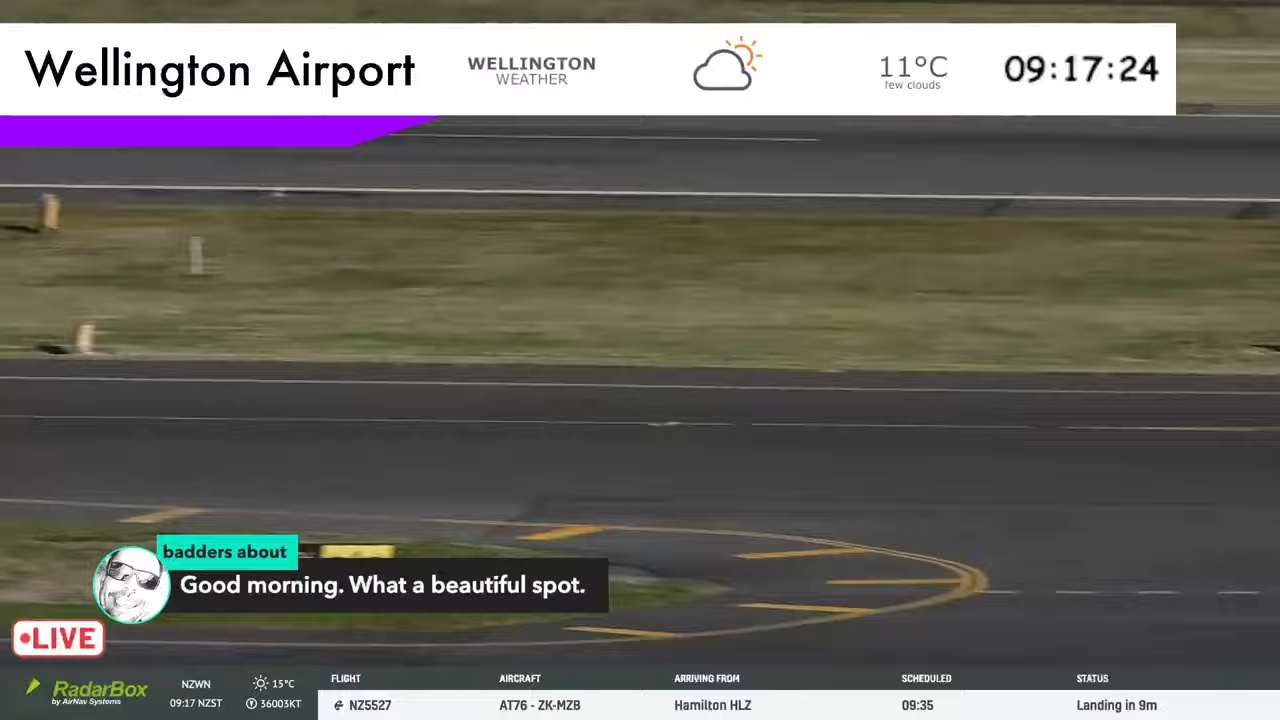 Wellington Airport
WELLINGTON
WEATHER
11°C
few clouds
09:17:24
badders about
Good morning. What a beautiful spot.
•LIVE
RadarBox
by AirNav Systems
NZWN
09:17 NZST
15°C
36003KT
FLIGHT AIRCRAFT ARRIVING FROM SCHEDULED STATUS
NZ5527 AT76 - ZK-MZB Hamilton HLZ 09:35 Landing in 9m